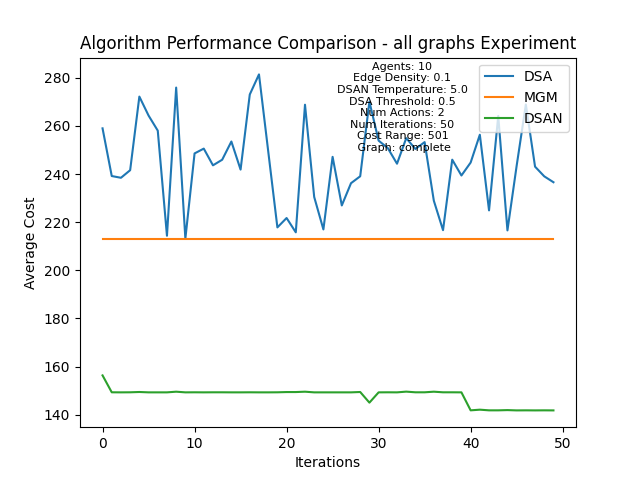 Algorithm Performance Comparison - all graphs Experiment
Agents: 10
Edge Density: 0.1
DSAN Temperature: 5.0
DSA Threshold: 0.5
Num Actions: 2
Num Iterations: 50
Cost Range: 501
Graph: complete
DSA
MGM
DSAN
280
260
240
220
200
180
160
140
Average Cost
0
10
20
30
40
50
Iterations